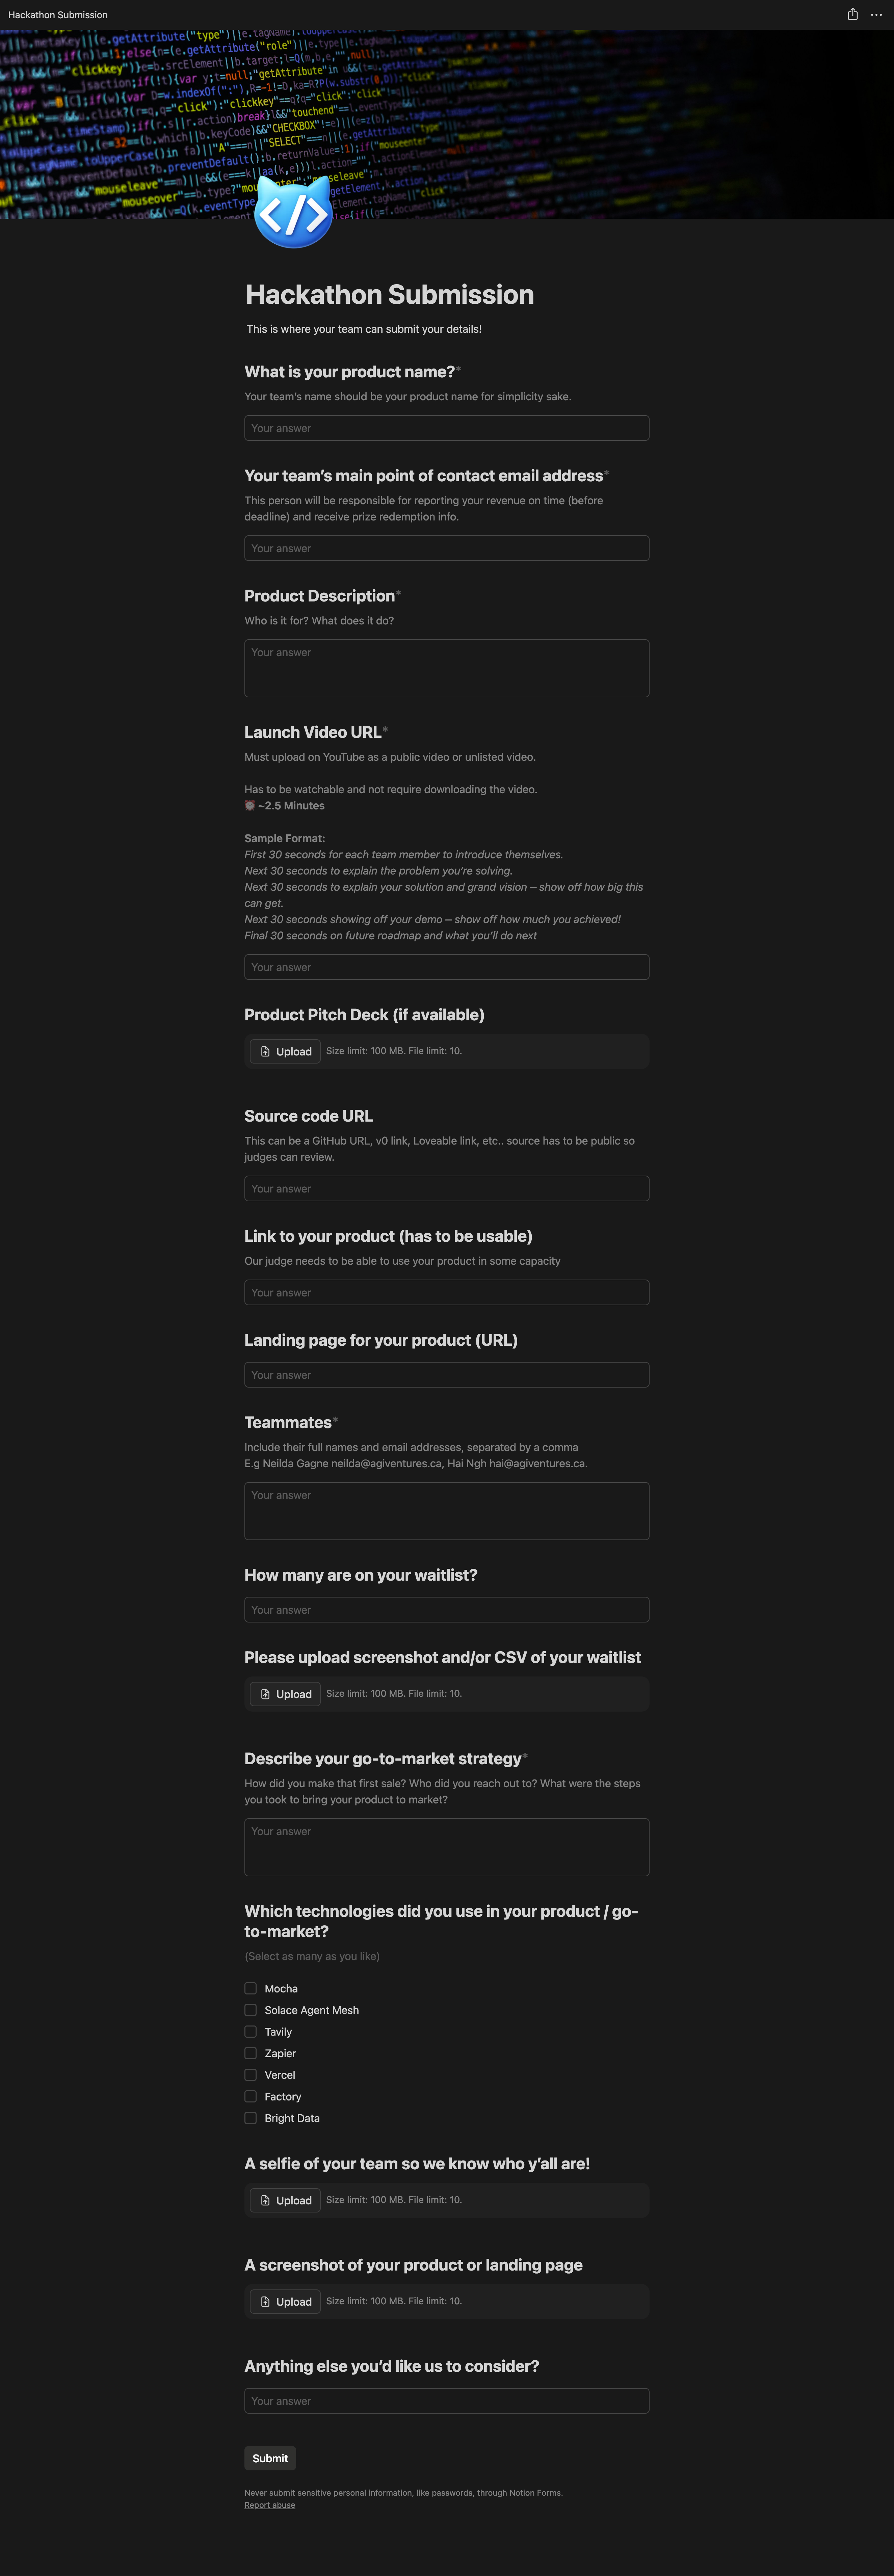 Hackathon Submission
</>
Hackathon Submission
This is where your team can submit your details!
What is your product name?*
Your team's name should be your product name for simplicity sake.
Your answer
Your team's main point of contact email address*
This person will be responsible for reporting your revenue on time (before
deadline) and receive prize redemption info.
Your answer
Product Description*
Who is it for? What does it do?
Your answer
Launch Video URL*
Must upload on YouTube as a public video or unlisted video.
Has to be watchable and not require downloading the video.
~2.5 Minutes
Sample Format:
First 30 seconds for each team member to introduce themselves.
Next 30 seconds to explain the problem you're solving.
Next 30 seconds to explain your solution and grand vision — show off how big this
can get.
Next 30 seconds showing off your demo — show off how much you achieved!
Final 30 seconds on future roadmap and what you'll do next
Your answer
Product Pitch Deck (if available)
Upload Size limit: 100 MB. File limit: 10.
Source code URL
This can be a GitHub URL, v0 link, Loveable link, etc.. source has to be public so
judges can review.
Your answer
Link to your product (has to be usable)
Our judge needs to be able to use your product in some capacity
Your answer
Landing page for your product (URL)
Your answer
Teammates*
Include their full names and email addresses, separated by a comma
E.g Neilda Gagne neilda@agiventures.ca, Hai Ngh hai@agiventures.ca.
Your answer
How many are on your waitlist?
Your answer
Please upload screenshot and/or CSV of your waitlist
Upload Size limit: 100 MB. File limit: 10.
Describe your go-to-market strategy*
How did you make that first sale? Who did you reach out to? What were the steps
you took to bring your product to market?
Your answer
Which technologies did you use in your product / go-
to-market?
(Select as many as you like)
Mocha
Solace Agent Mesh
Tavily
Zapier
Vercel
Factory
Bright Data
A selfie of your team so we know who y'all are!
Upload Size limit: 100 MB. File limit: 10.
A screenshot of your product or landing page
Upload Size limit: 100 MB. File limit: 10.
Anything else you'd like us to consider?
Your answer
Submit
Never submit sensitive personal information, like passwords, through Notion Forms.
Report abuse